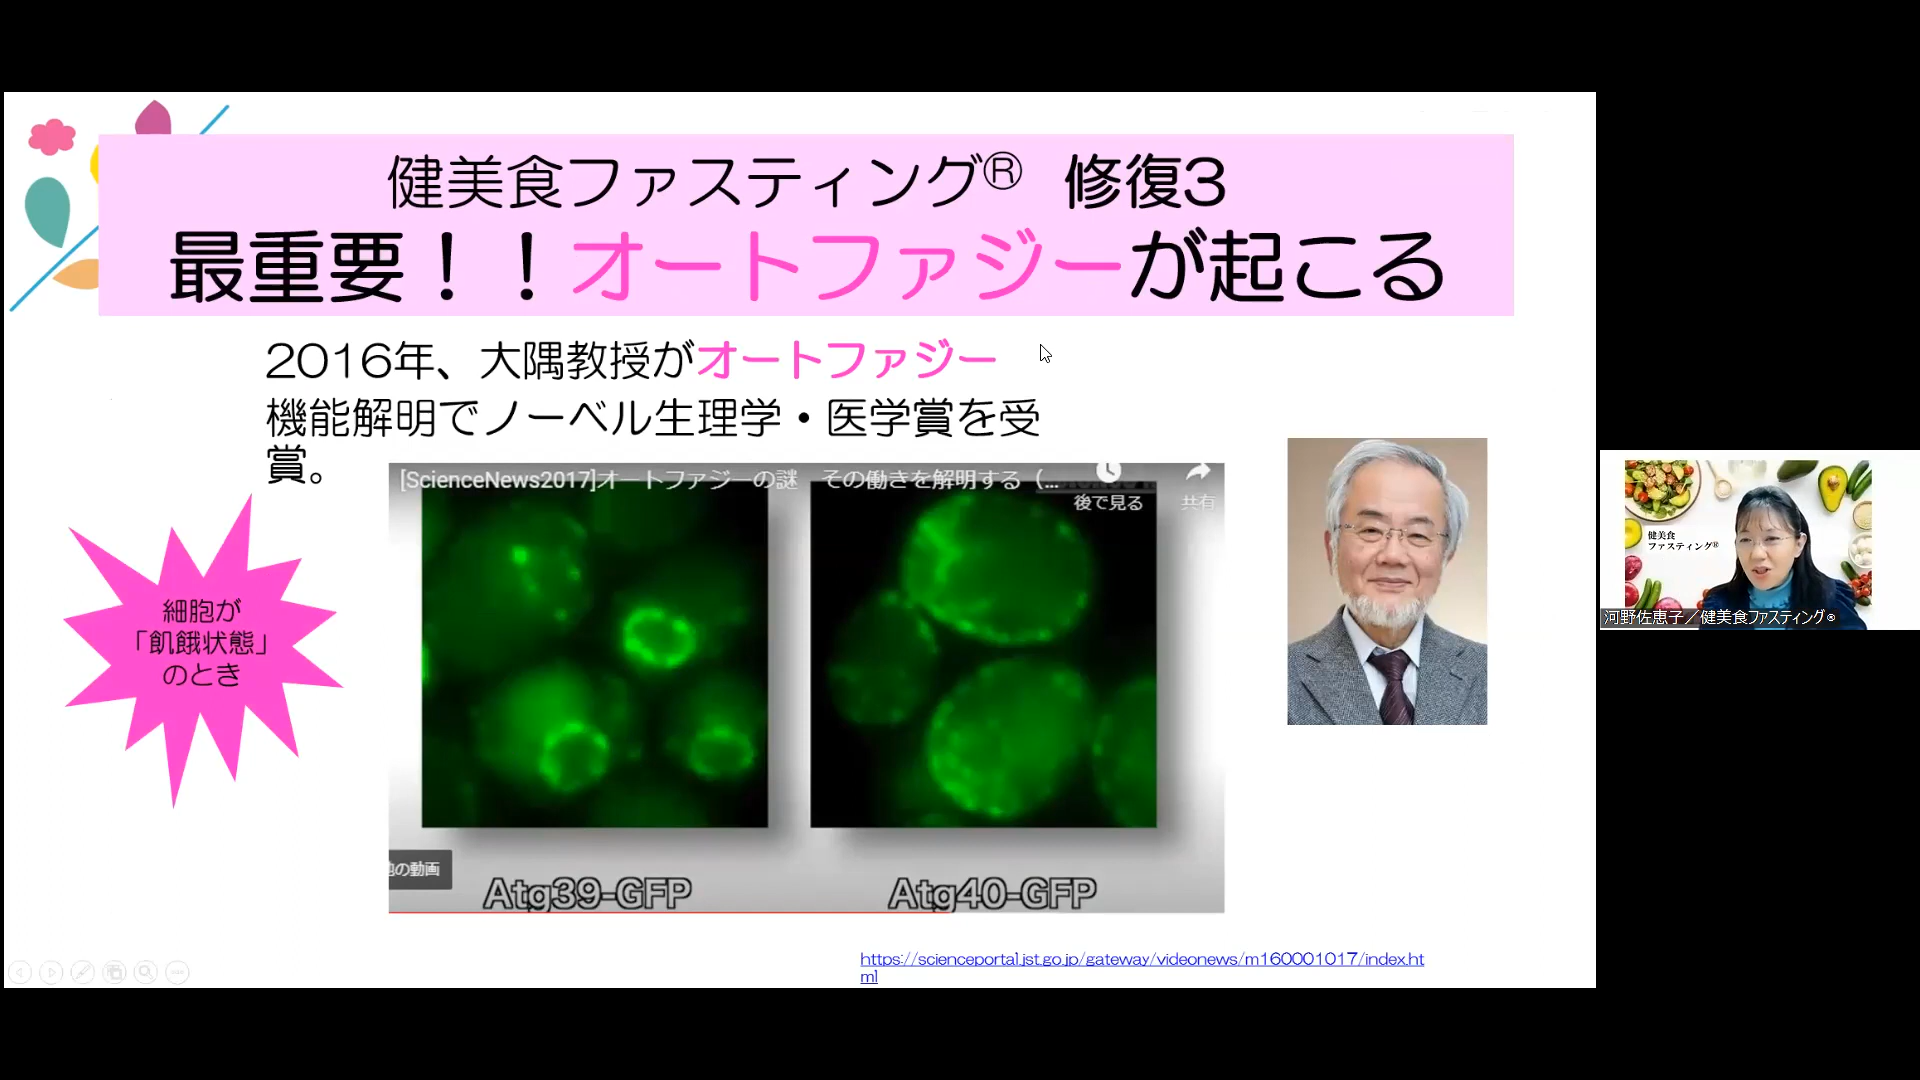 健美食ファスティング® 修復3
最重要！！オートファジーが起こる
2016年、大隅教授がオートファジー
機能解明でノーベル生理学・医学賞を受
賞。
[ScienceNews2017]オートファジーの謎　その働きを解明する（...
後で見る
共有
細胞が
「飢餓状態」
のとき
の動画
Atg39-GFP
Atg40-GFP
https://scienceportal.jst.go.jp/gateway/videonews/m160001017/index.ht
ml
健美食
ファスティング®
河野佐恵子／健美食ファスティング®